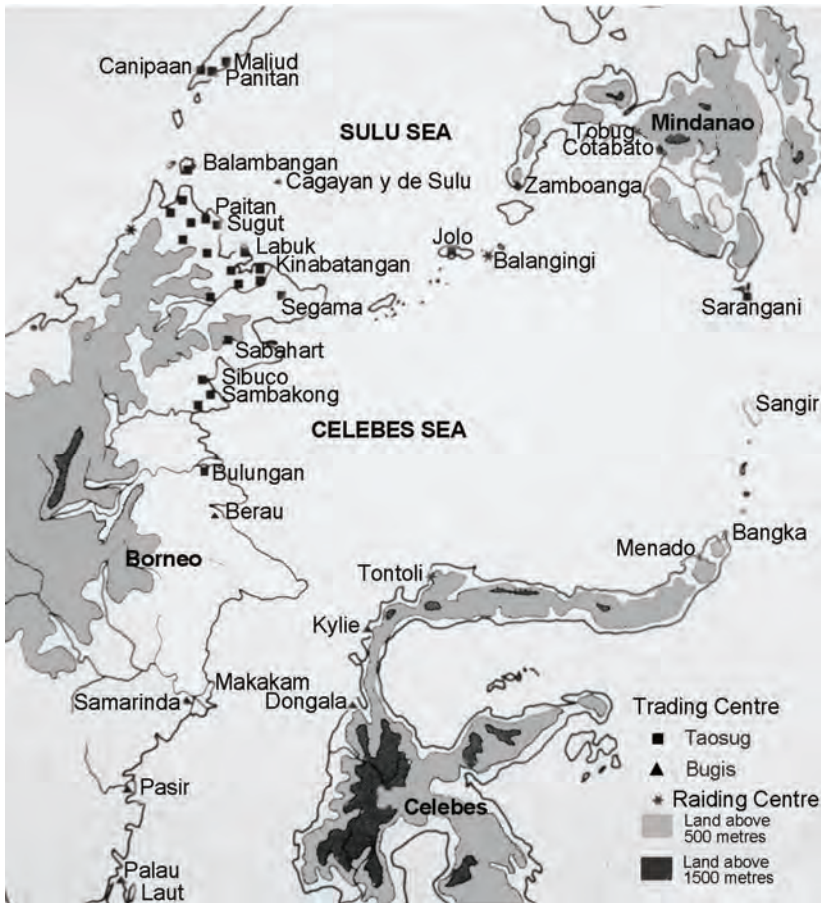 Canipaan
Maliud
Panitan
SULU SEA
Tobug
Mindanao
Cotabato
Balambangan
Cagayan y de Sulu
Zamboanga
Paitan
Sugut
Labuk
Jolo
Kinabatangan
Balangingi
Segama
Sarangani
Sabahart
Sibuco
Sambakong
Sangir
CELEBES SEA
Bulungan
Berau
Bangka
Menado
Borneo
Tontoli
Kylie
Makakam
Samarinda
Dongala
Pasir
Celebes
Palau
Laut
Trading Centre
Taosug
Bugis
Raiding Centre
Land above
500 metres
Land above
1500 metres